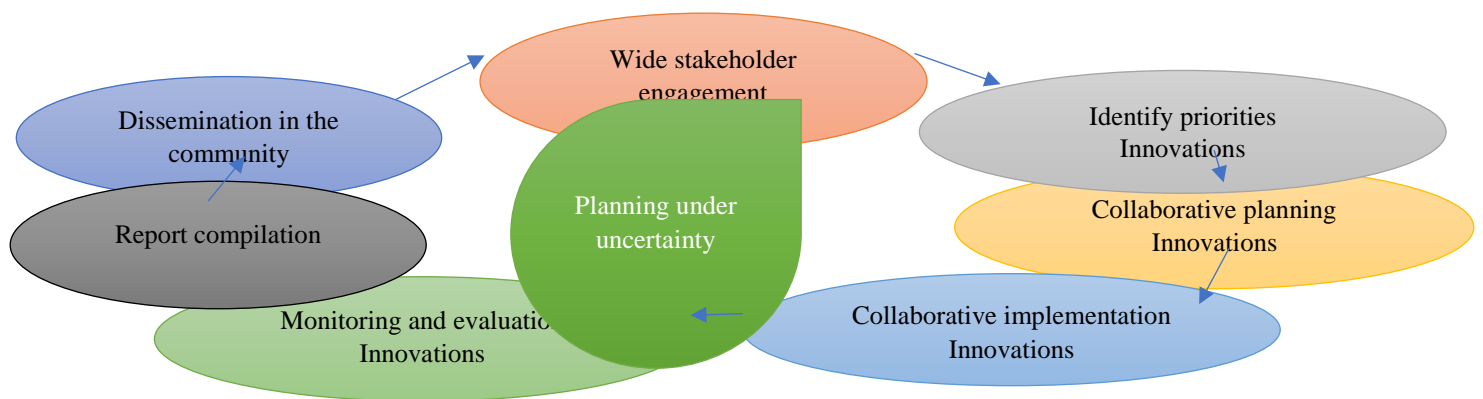 Wide stakeholder
engagement
Identify priorities
Innovations
Collaborative planning
Innovations
Collaborative implementation
Innovations
Monitoring and evaluation
Innovations
Report compilation
Dissemination in the
community
Planning under
uncertainty